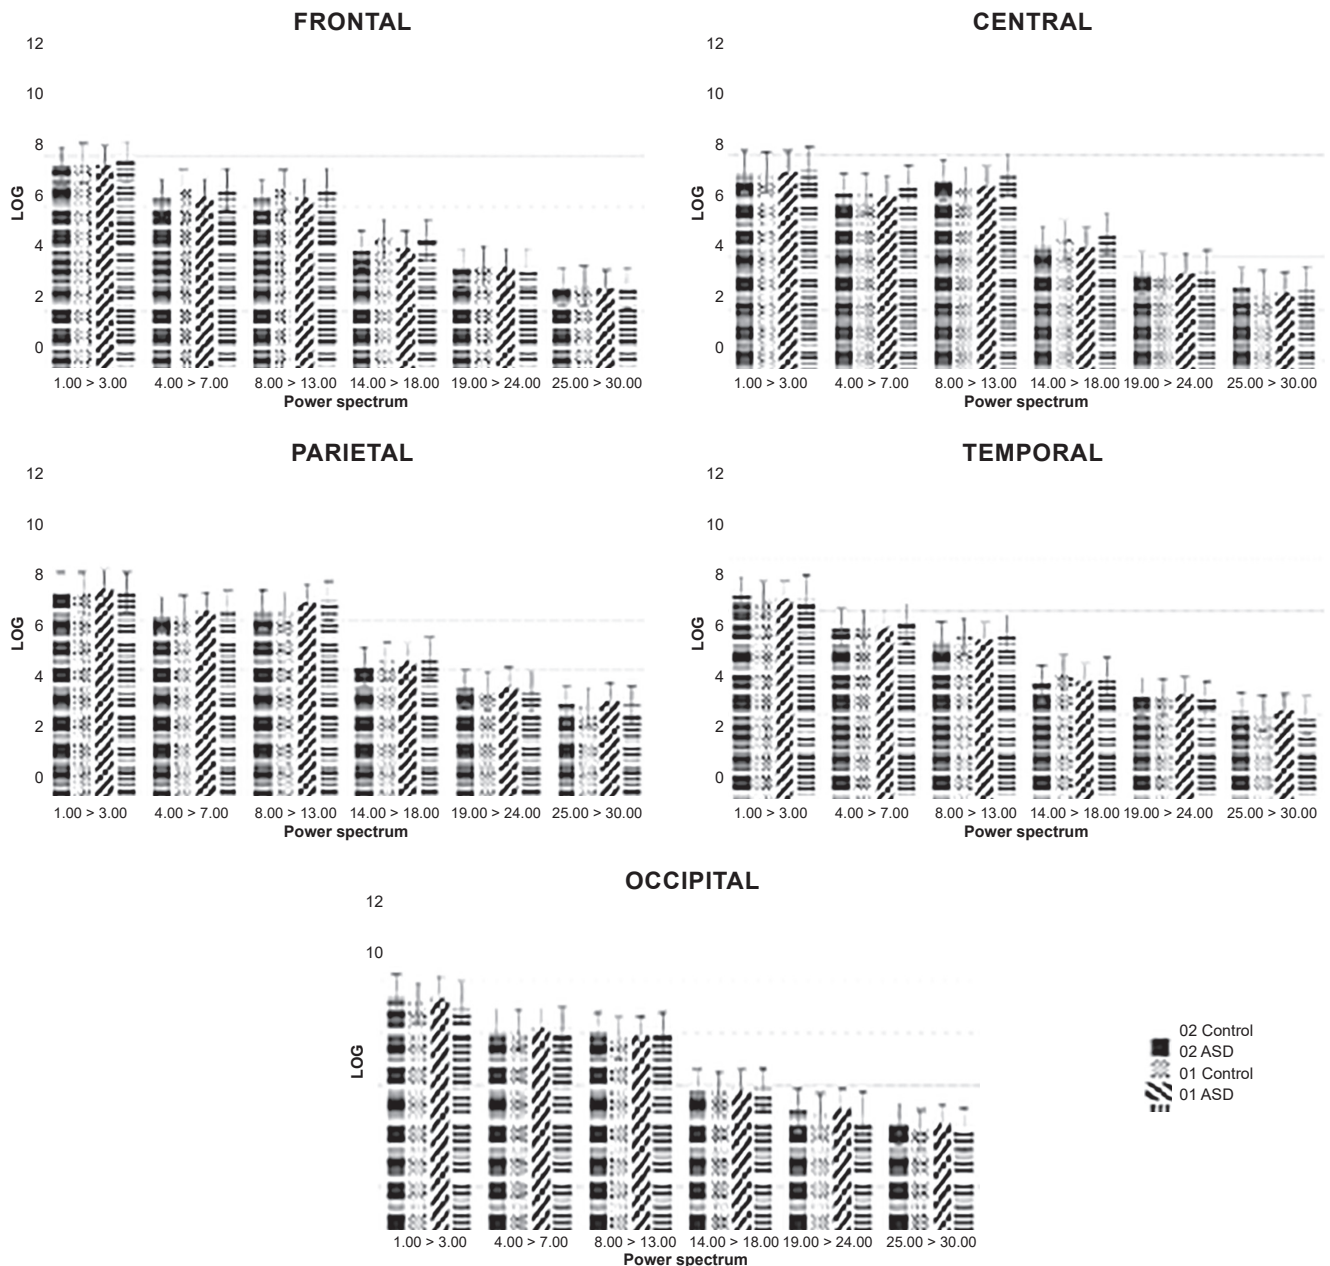 FRONTAL
12
10
8
6
4
2
0
LOG
1.00 > 3.00 4.00 > 7.00 8.00 > 13.00 14.00 > 18.00 19.00 > 24.00 25.00 > 30.00
Power spectrum
CENTRAL
12
10
8
6
4
2
0
LOG
1.00 > 3.00 4.00 > 7.00 8.00 > 13.00 14.00 > 18.00 19.00 > 24.00 25.00 > 30.00
Power spectrum
PARIETAL
12
10
8
6
4
2
0
LOG
1.00 > 3.00 4.00 > 7.00 8.00 > 13.00 14.00 > 18.00 19.00 > 24.00 25.00 > 30.00
Power spectrum
TEMPORAL
12
10
8
6
4
2
0
LOG
1.00 > 3.00 4.00 > 7.00 8.00 > 13.00 14.00 > 18.00 19.00 > 24.00 25.00 > 30.00
Power spectrum
OCCIPITAL
12
10
LOG
1.00 > 3.00 4.00 > 7.00 8.00 > 13.00 14.00 > 18.00 19.00 > 24.00 25.00 > 30.00
Power spectrum
02 Control
02 ASD
01 Control
01 ASD